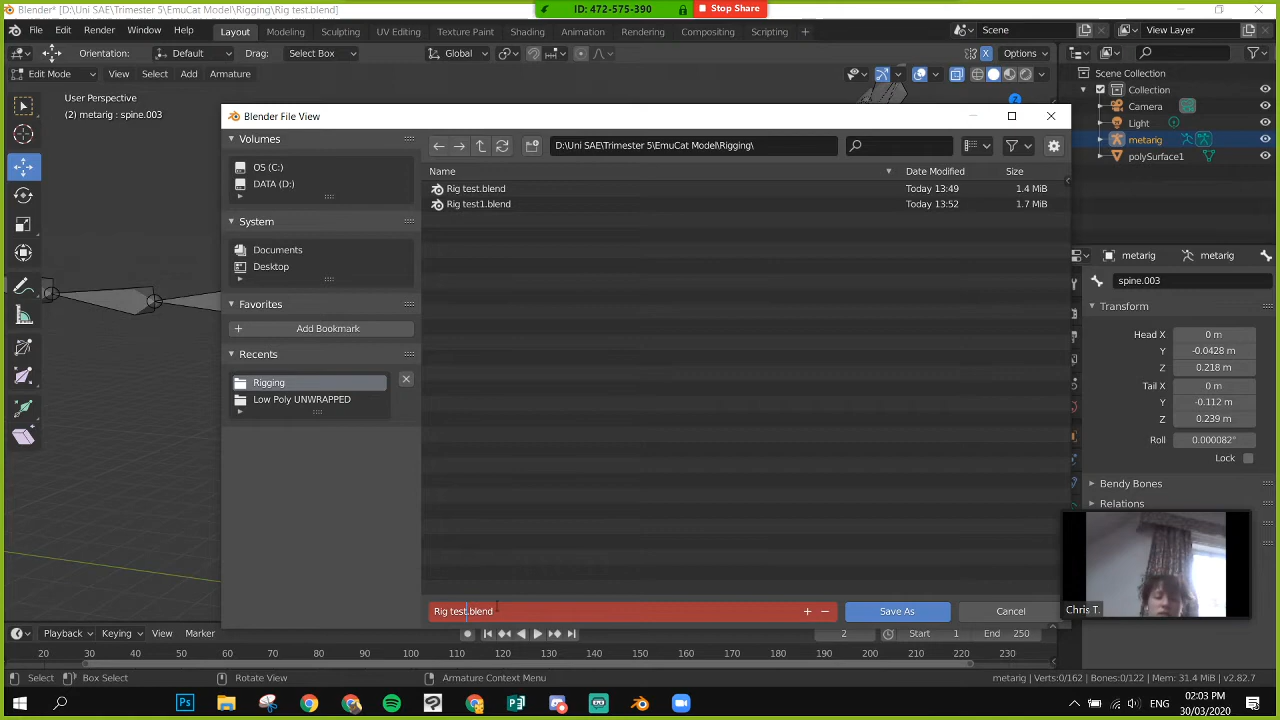 Blender* [D:\Uni SAE\Trimester 5\EmuCat Model\Rigging\Rig test.blend]
ID: 472-575-390
Stop Share
File Edit Render Window Help
Layout Modeling Sculpting UV Editing Texture Paint Shading Animation Rendering Compositing Scripting +
Scene
View Layer
Orientation: Default Drag: Select Box
Global
X
Options
Edit Mode View Select Add Armature
User Perspective
(2) metarig : spine.003
Z
Scene Collection
Collection
Camera
Light
metarig
polySurface1
Blender File View
Volumes
OS (C:)
DATA (D:)
System
Documents
Desktop
Favorites
Add Bookmark
Recents
Rigging
Low Poly UNWRAPPED
D:\Uni SAE\Trimester 5\EmuCat Model\Rigging\
Name Date Modified Size
Rig test.blend Today 13:49 1.4 MiB
Rig test1.blend Today 13:52 1.7 MiB
Rig test.blend
Save As
Cancel
metarig metarig
spine.003
Transform
Head X 0 m
Y -0.0428 m
Z 0.218 m
Tail X 0 m
Y -0.112 m
Z 0.239 m
Roll 0.000082°
Lock
Bendy Bones
Relations
Chris T.
Playback Keying View Marker
2 Start 1 End 250
20 30 40 50 60 70 80 90 100 110 120 130 140 150 160 170 180 190 200 210 220 230 240 250
Select Box Select Rotate View Armature Context Menu
metarig | Verts:0/162 | Bones:0/122 | Mem: 31.4 MiB | v2.82.7
Ps
ENG
02:03 PM
30/03/2020